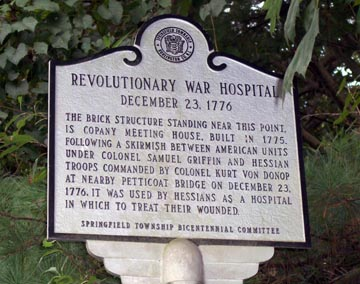 REVOLUTIONARY WAR HOSPITAL
DECEMBER 23, 1776
THE BRICK STRUCTURE STANDING NEAR THIS POINT,
IS COPANY MEETING HOUSE, BUILT IN 1775.
FOLLOWING A SKIRMISH BETWEEN AMERICAN UNITS
UNDER COLONEL SAMUEL GRIFFIN AND HESSIAN
TROOPS COMMANDED BY COLONEL KURT VON DONOP
AT NEARBY PETTICOAT BRIDGE ON DECEMBER 23,
1776, IT WAS USED BY HESSIANS AS A HOSPITAL
IN WHICH TO TREAT THEIR WOUNDED.
SPRINGFIELD TOWNSHIP BICENTENNIAL COMMITTEE